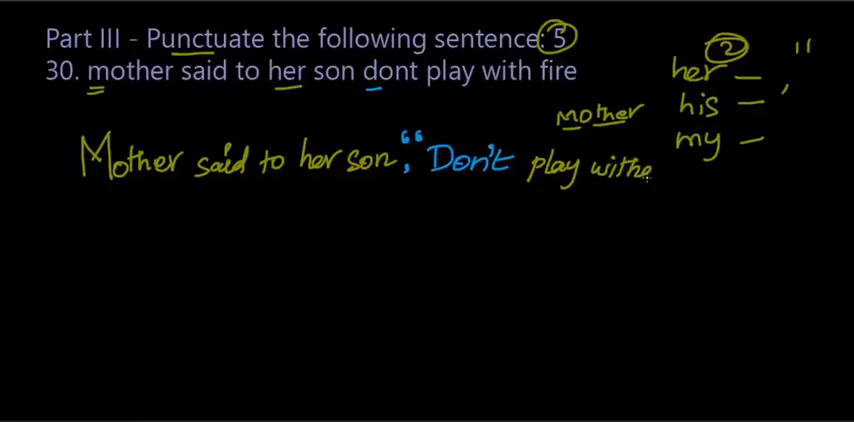 Part III - Punctuate the following sentence: 5
30. mother said to her son dont play with fire
her — 2 "
his — ,
my —
mother
Mother said to her son, “Don't play withe